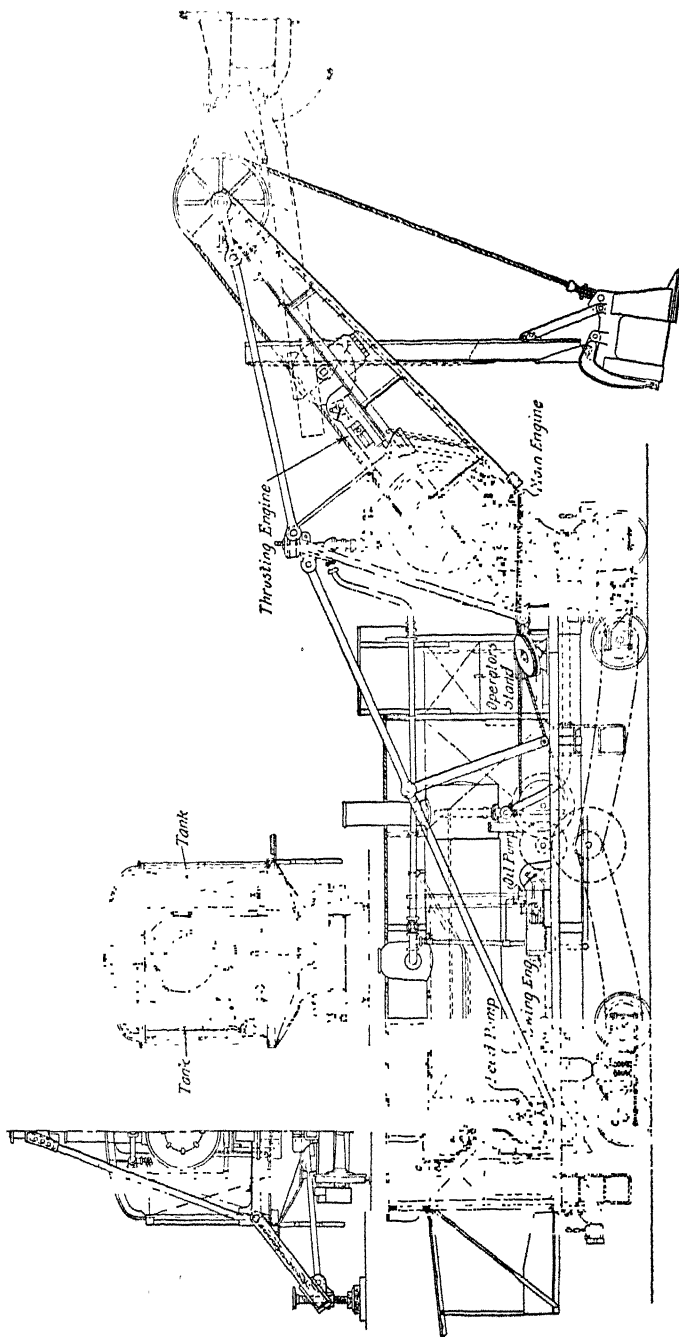 Thrusting Engine
Main Engine
Operators
Stand
Oil Pump
Feed Pump
Tank
Tank